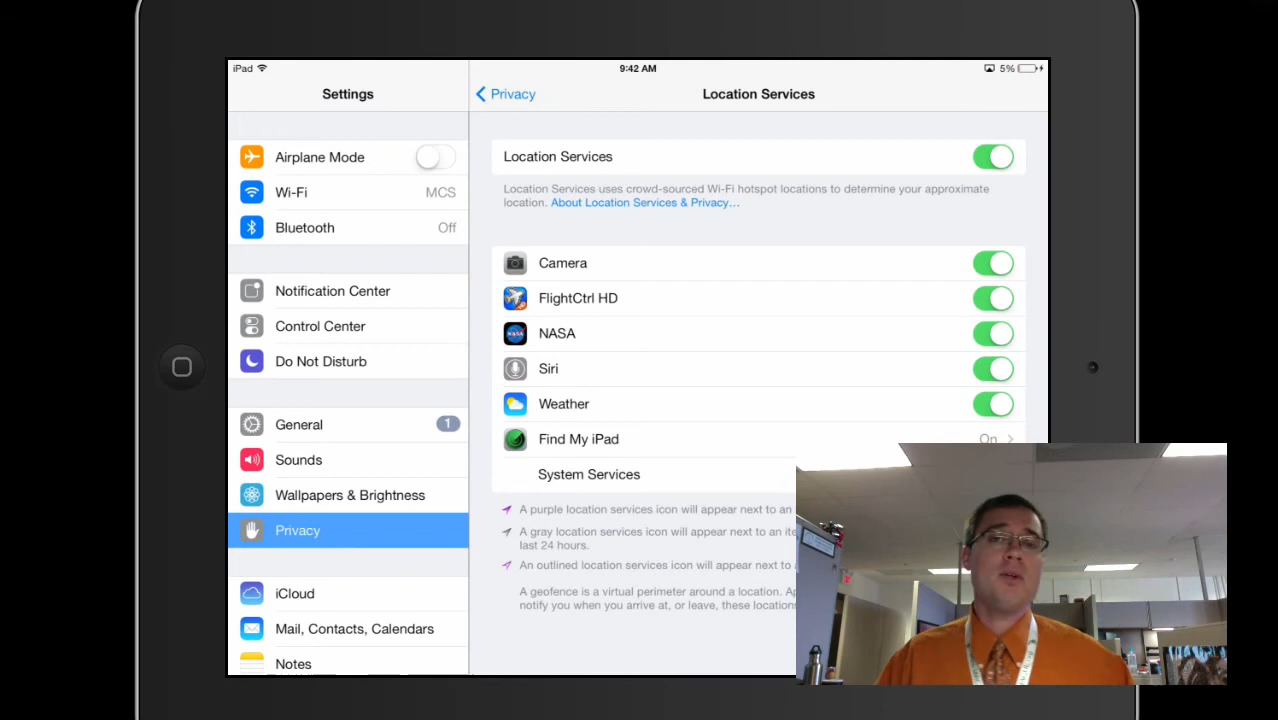 iPad
9:42 AM
5%
Settings
Privacy
Location Services
Airplane Mode
Wi-Fi
MCS
Bluetooth
Off
Notification Center
Control Center
Do Not Disturb
General
1
Sounds
Wallpapers & Brightness
Privacy
iCloud
Mail, Contacts, Calendars
Notes
Location Services
Location Services uses crowd-sourced Wi-Fi hotspot locations to determine your approximate
location. About Location Services & Privacy...
Camera
FlightCtrl HD
NASA
Siri
Weather
Find My iPad
On
System Services
A purple location services icon will appear next to an
A gray location services icon will appear next to an ite
last 24 hours.
An outlined location services icon will appear next to
A geofence is a virtual perimeter around a location. Ap
notify you when you arrive at, or leave, these locations